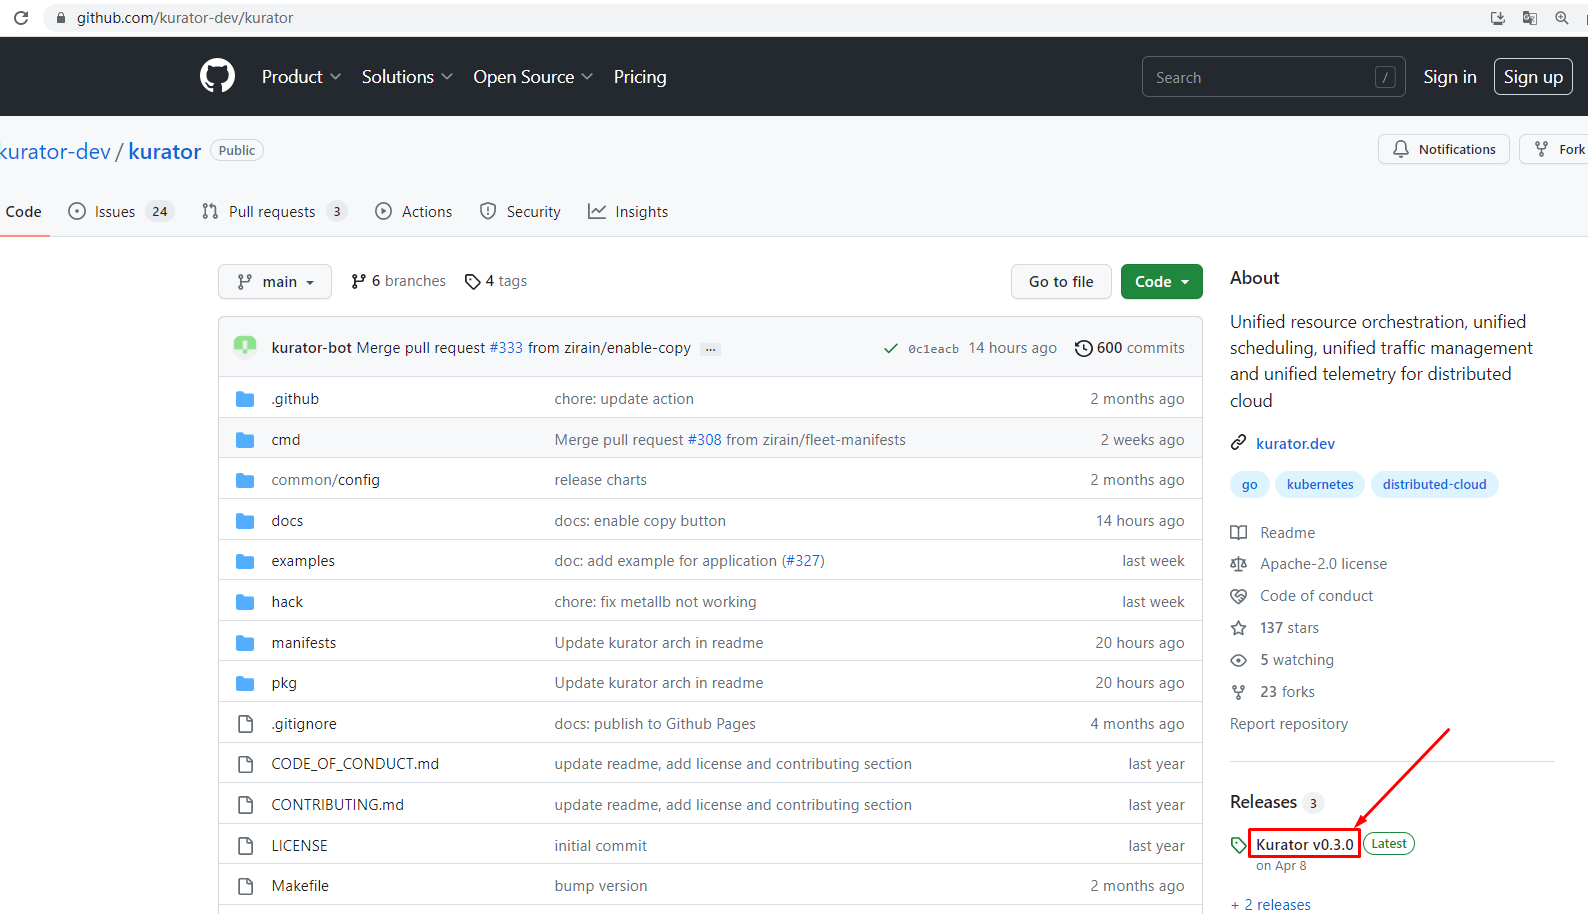 github.com/kurator-dev/kurator
Product Solutions Open Source Pricing Search / Sign in Sign up
kurator-dev / kurator Public Notifications Fork
Code Issues 24 Pull requests 3 Actions Security Insights
main 6 branches 4 tags Go to file Code
kurator-bot Merge pull request #333 from zirain/enable-copy ... 0c1eacb 14 hours ago 600 commits
.github chore: update action 2 months ago
cmd Merge pull request #308 from zirain/fleet-manifests 2 weeks ago
common/config release charts 2 months ago
docs docs: enable copy button 14 hours ago
examples doc: add example for application (#327) last week
hack chore: fix metallb not working last week
manifests Update kurator arch in readme 20 hours ago
pkg Update kurator arch in readme 20 hours ago
.gitignore docs: publish to Github Pages 4 months ago
CODE_OF_CONDUCT.md update readme, add license and contributing section last year
CONTRIBUTING.md update readme, add license and contributing section last year
LICENSE initial commit last year
Makefile bump version 2 months ago
About
Unified resource orchestration, unified
scheduling, unified traffic management
and unified telemetry for distributed
cloud
kurator.dev
go kubernetes distributed-cloud
Readme
Apache-2.0 license
Code of conduct
137 stars
5 watching
23 forks
Report repository
Releases 3
Kurator v0.3.0 Latest
on Apr 8
+ 2 releases